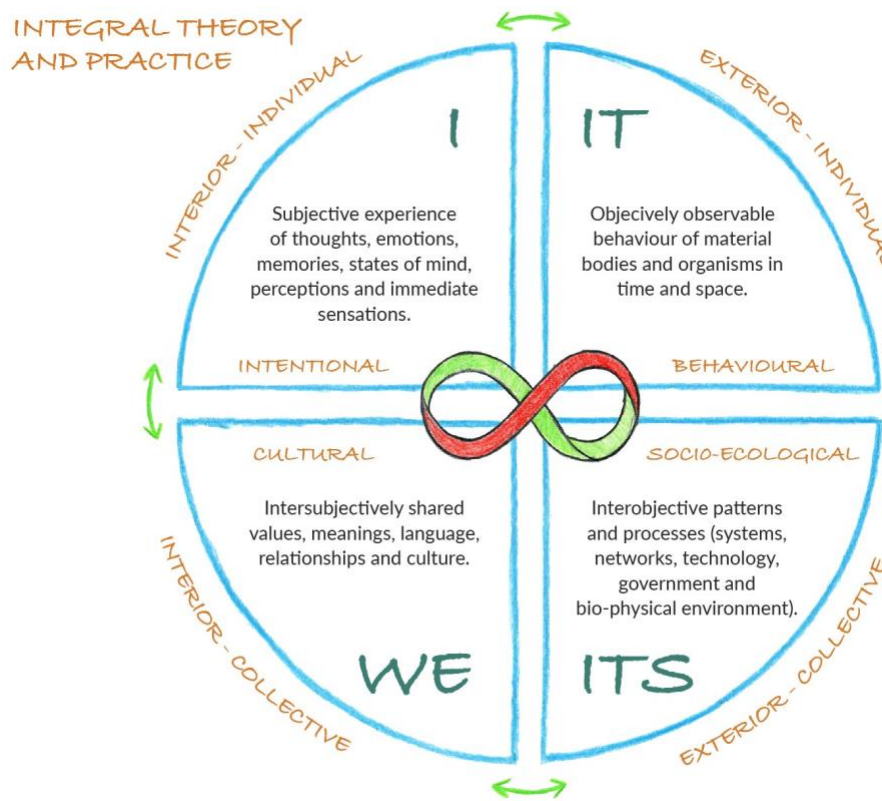 INTEGRAL THEORY
AND PRACTICE
INTERIOR - INDIVIDUAL
EXTERIOR - INDIVIDUAL
I
Subjective experience
of thoughts, emotions,
memories, states of mind,
perceptions and immediate
sensations.
INTENTIONAL
IT
Objecively observable
behaviour of material
bodies and organisms in
time and space.
BEHAVIOURAL
CULTURAL
Intersubjectively shared
values, meanings, language,
relationships and culture.
WE
INTERIOR - COLLECTIVE
SOCIO-ECOLOGICAL
Interobjective patterns
and processes (systems,
networks, technology,
government and
bio-physical environment).
ITS
EXTERIOR - COLLECTIVE